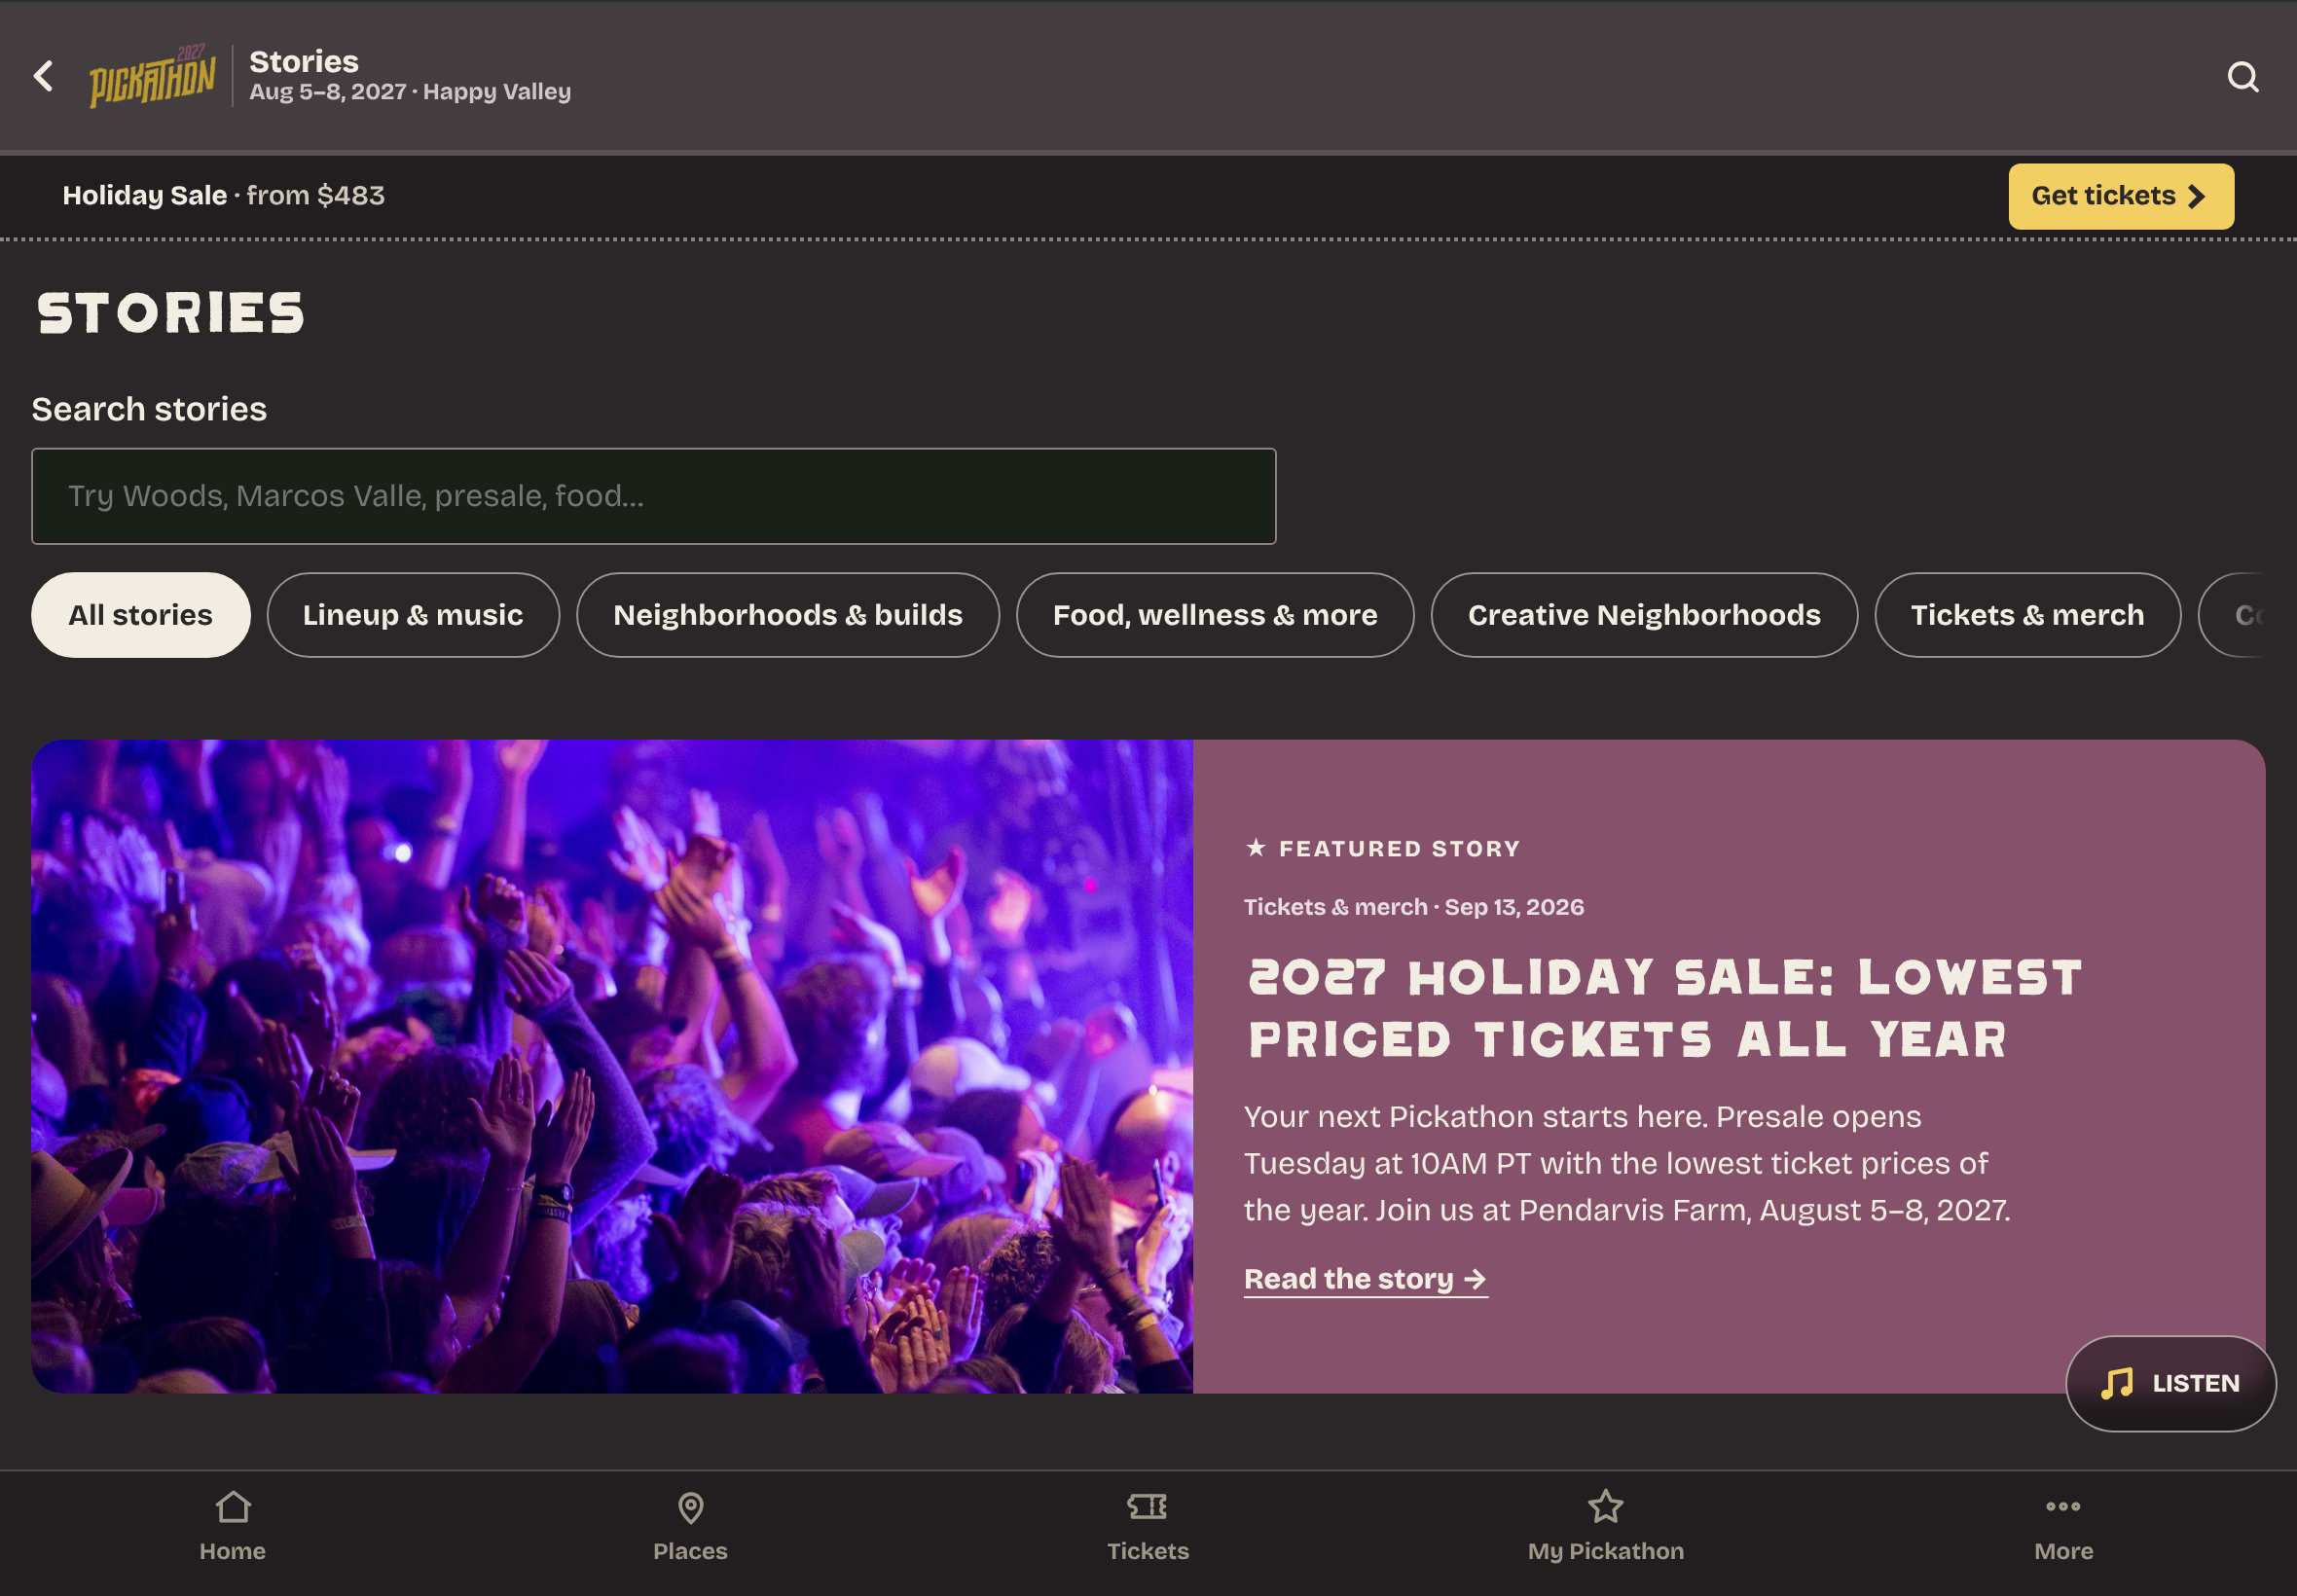 2027
PICKATHON
Stories
Aug 5–8, 2027 · Happy Valley
Holiday Sale · from $483
Get tickets
STORIES
Search stories
Try Woods, Marcos Valle, presale, food...
All stories
Lineup & music
Neighborhoods & builds
Food, wellness & more
Creative Neighborhoods
Tickets & merch
★ FEATURED STORY
Tickets & merch · Sep 13, 2026
2027 HOLIDAY SALE: LOWEST
PRICED TICKETS ALL YEAR
Your next Pickathon starts here. Presale opens
Tuesday at 10AM PT with the lowest ticket prices of
the year. Join us at Pendarvis Farm, August 5–8, 2027.
Read the story →
LISTEN
Home
Places
Tickets
My Pickathon
More